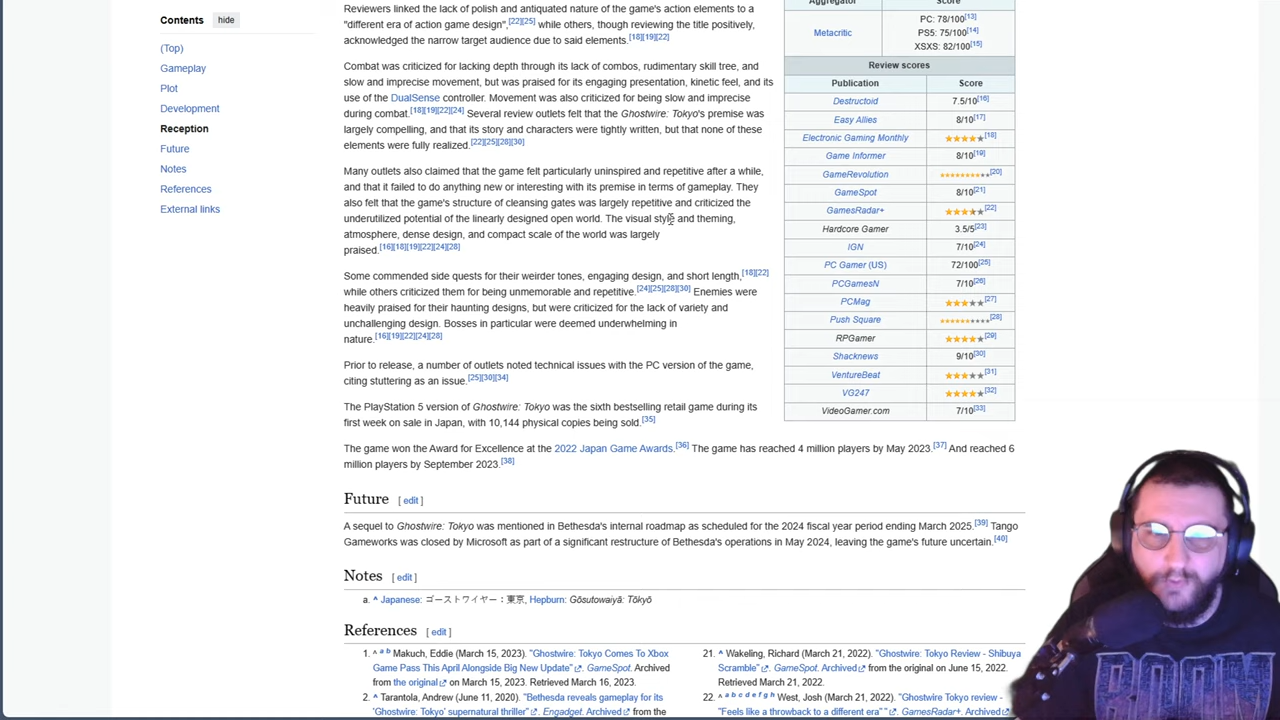 Contents hide
(Top)
Gameplay
Plot
Development
Reception
Future
Notes
References
External links
Reviewers linked the lack of polish and antiquated nature of the game's action elements to a
"different era of action game design",[22][25] while others, though reviewing the title positively,
acknowledged the narrow target audience due to said elements.[18][19][22]
Combat was criticized for lacking depth through its lack of combos, rudimentary skill tree, and
slow and imprecise movement, but was praised for its engaging presentation, kinetic feel, and its
use of the DualSense controller. Movement was also criticized for being slow and imprecise
during combat.[18][19][22][24] Several review outlets felt that the Ghostwire: Tokyo's premise was
largely compelling, and that its story and characters were tightly written, but that none of these
elements were fully realized.[22][25][28][30]
Many outlets also claimed that the game felt particularly uninspired and repetitive after a while,
and that it failed to do anything new or interesting with its premise in terms of gameplay. They
also felt that the game's structure of cleansing gates was largely repetitive and criticized the
underutilized potential of the linearly designed open world. The visual style and theming,
atmosphere, dense design, and compact scale of the world was largely
praised.[16][18][19][22][24][28]
Some commended side quests for their weirder tones, engaging design, and short length,[18][22]
while others criticized them for being unmemorable and repetitive.[24][25][28][30] Enemies were
heavily praised for their haunting designs, but were criticized for the lack of variety and
unchallenging design. Bosses in particular were deemed underwhelming in
nature.[16][19][22][24][28]
Prior to release, a number of outlets noted technical issues with the PC version of the game,
citing stuttering as an issue.[25][30][34]
The PlayStation 5 version of Ghostwire: Tokyo was the sixth bestselling retail game during its
first week on sale in Japan, with 10,144 physical copies being sold.[35]
The game won the Award for Excellence at the 2022 Japan Game Awards.[36] The game has reached 4 million players by May 2023.[37] And reached 6
million players by September 2023.[38]
Aggregator Score
Metacritic
PC: 78/100[13]
PS5: 75/100[14]
XSXS: 82/100[15]
Review scores
Publication Score
Destructoid 7.5/10[16]
Easy Allies 8/10[17]
Electronic Gaming Monthly ★★★★★[18]
Game Informer 8/10[19]
GameRevolution ★★★★★★★★★★[20]
GameSpot 8/10[21]
GamesRadar+ ★★★★★[22]
Hardcore Gamer 3.5/5[23]
IGN 7/10[24]
PC Gamer (US) 72/100[25]
PCGamesN 7/10[26]
PCMag ★★★★★[27]
Push Square ★★★★★★★★★★[28]
RPGamer ★★★★★[29]
Shacknews 9/10[30]
VentureBeat ★★★★★[31]
VG247 ★★★★★[32]
VideoGamer.com 7/10[33]
Future [ edit ]
A sequel to Ghostwire: Tokyo was mentioned in Bethesda's internal roadmap as scheduled for the 2024 fiscal year period ending March 2025.[39] Tango
Gameworks was closed by Microsoft as part of a significant restructure of Bethesda's operations in May 2024, leaving the game's future uncertain.[40]
Notes [ edit ]
a. ^ Japanese: ゴーストワイヤー：東京, Hepburn: Gōsutowaiyā: Tōkyō
References [ edit ]
1. ^ a b Makuch, Eddie (March 15, 2023). "Ghostwire: Tokyo Comes To Xbox
Game Pass This April Alongside Big New Update". GameSpot. Archived
from the original on March 15, 2023. Retrieved March 16, 2023.
2. ^ Tarantola, Andrew (June 11, 2020). "Bethesda reveals gameplay for its
'Ghostwire: Tokyo' supernatural thriller". Engadget. Archived from the
21. ^ Wakeling, Richard (March 21, 2022). "Ghostwire: Tokyo Review - Shibuya
Scramble". GameSpot. Archived from the original on June 15, 2022.
Retrieved March 21, 2022.
22. ^ a b c d e f g h West, Josh (March 21, 2022). "Ghostwire Tokyo review -
"Feels like a throwback to a different era"". GamesRadar+. Archived
DOOM